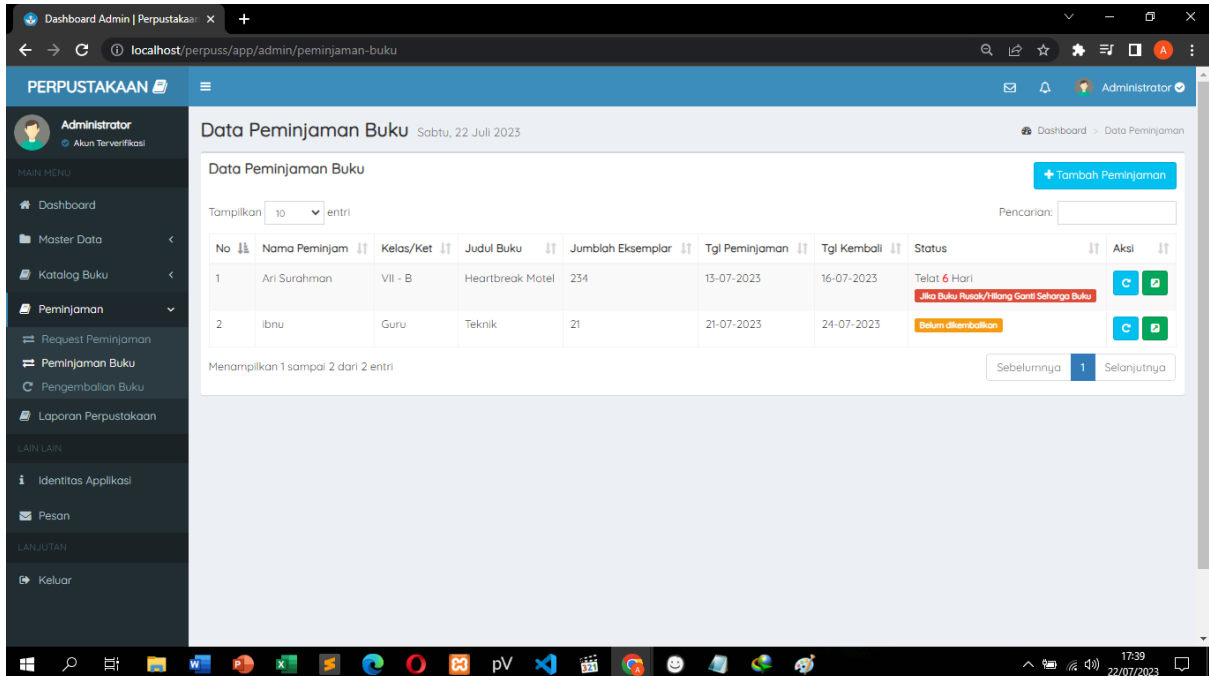 Dashboard Admin | Perpustakaan
localhost/perpuss/app/admin/peminjaman-buku
A
PERPUSTAKAAN
Administrator
Administrator
Akun Terverifikasi
Data Peminjaman Buku Sabtu, 22 Juli 2023
Dashboard > Data Peminjaman
MAIN MENU
Dashboard
Master Data
Katalog Buku
Peminjaman
Request Peminjaman
Peminjaman Buku
Pengembalian Buku
Laporan Perpustakaan
LAIN LAIN
Identitas Applikasi
Pesan
LANJUTAN
Keluar
Data Peminjaman Buku
Tambah Peminjaman
Tampilkan 10 entri
Pencarian:
No Nama Peminjam Kelas/Ket Judul Buku Jumblah Eksemplar Tgl Peminjaman Tgl Kembali Status Aksi
1 Ari Surahman VII - B Heartbreak Motel 234 13-07-2023 16-07-2023 Telat 6 Hari
Jika Buku Rusak/Hilang Ganti Seharga Buku
2 ibnu Guru Teknik 21 21-07-2023 24-07-2023 Belum dikembalikan
Menampilkan 1 sampai 2 dari 2 entri
Sebelumnya 1 Selanjutnya
pV
321
17:39
22/07/2023